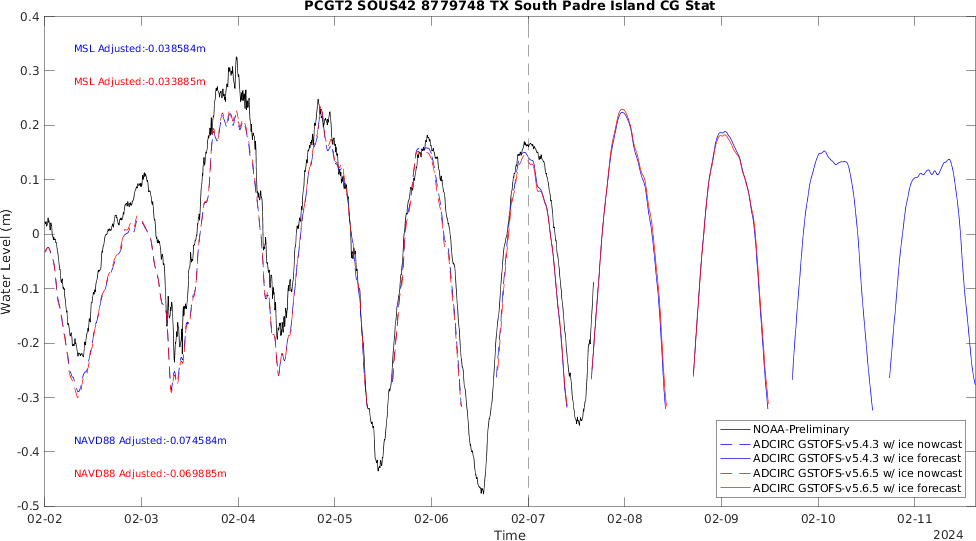 PCGT2 SOUS42 8779748 TX South Padre Island CG Stat
0.4
0.3
0.2
0.1
0
-0.1
-0.2
-0.3
-0.4
-0.5
Water Level (m)
MSL Adjusted:-0.038584m
MSL Adjusted:-0.033885m
NAVD88 Adjusted:-0.074584m
NAVD88 Adjusted:-0.069885m
NOAA-Preliminary
ADCIRC GSTOFS-v5.4.3 w/ ice nowcast
ADCIRC GSTOFS-v5.4.3 w/ ice forecast
ADCIRC GSTOFS-v5.6.5 w/ ice nowcast
ADCIRC GSTOFS-v5.6.5 w/ ice forecast
02-02 02-03 02-04 02-05 02-06 02-07 02-08 02-09 02-10 02-11
Time
2024